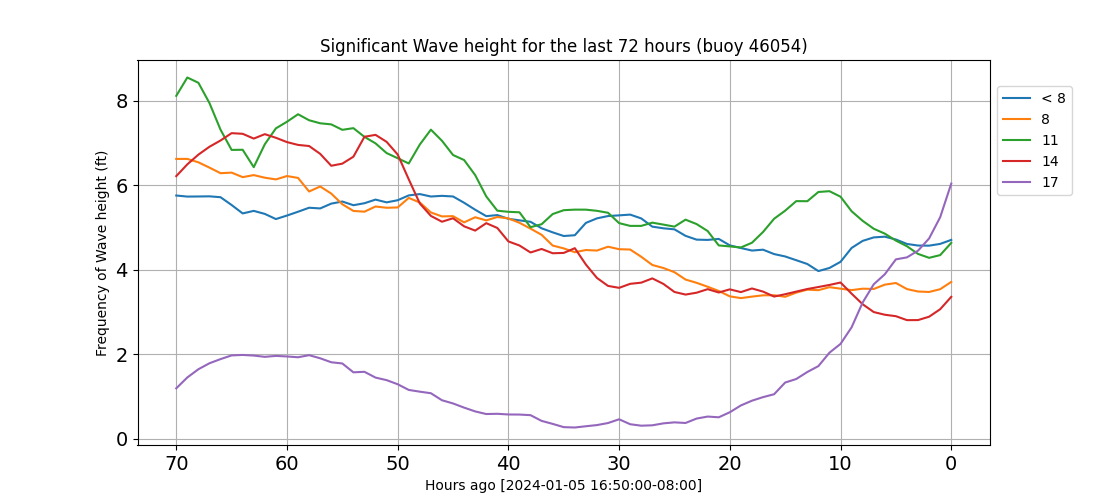 Significant Wave height for the last 72 hours (buoy 46054)
Frequency of Wave height (ft)
8
6
4
2
0
70 60 50 40 30 20 10 0
Hours ago [2024-01-05 16:50:00-08:00]
< 8
8
11
14
17